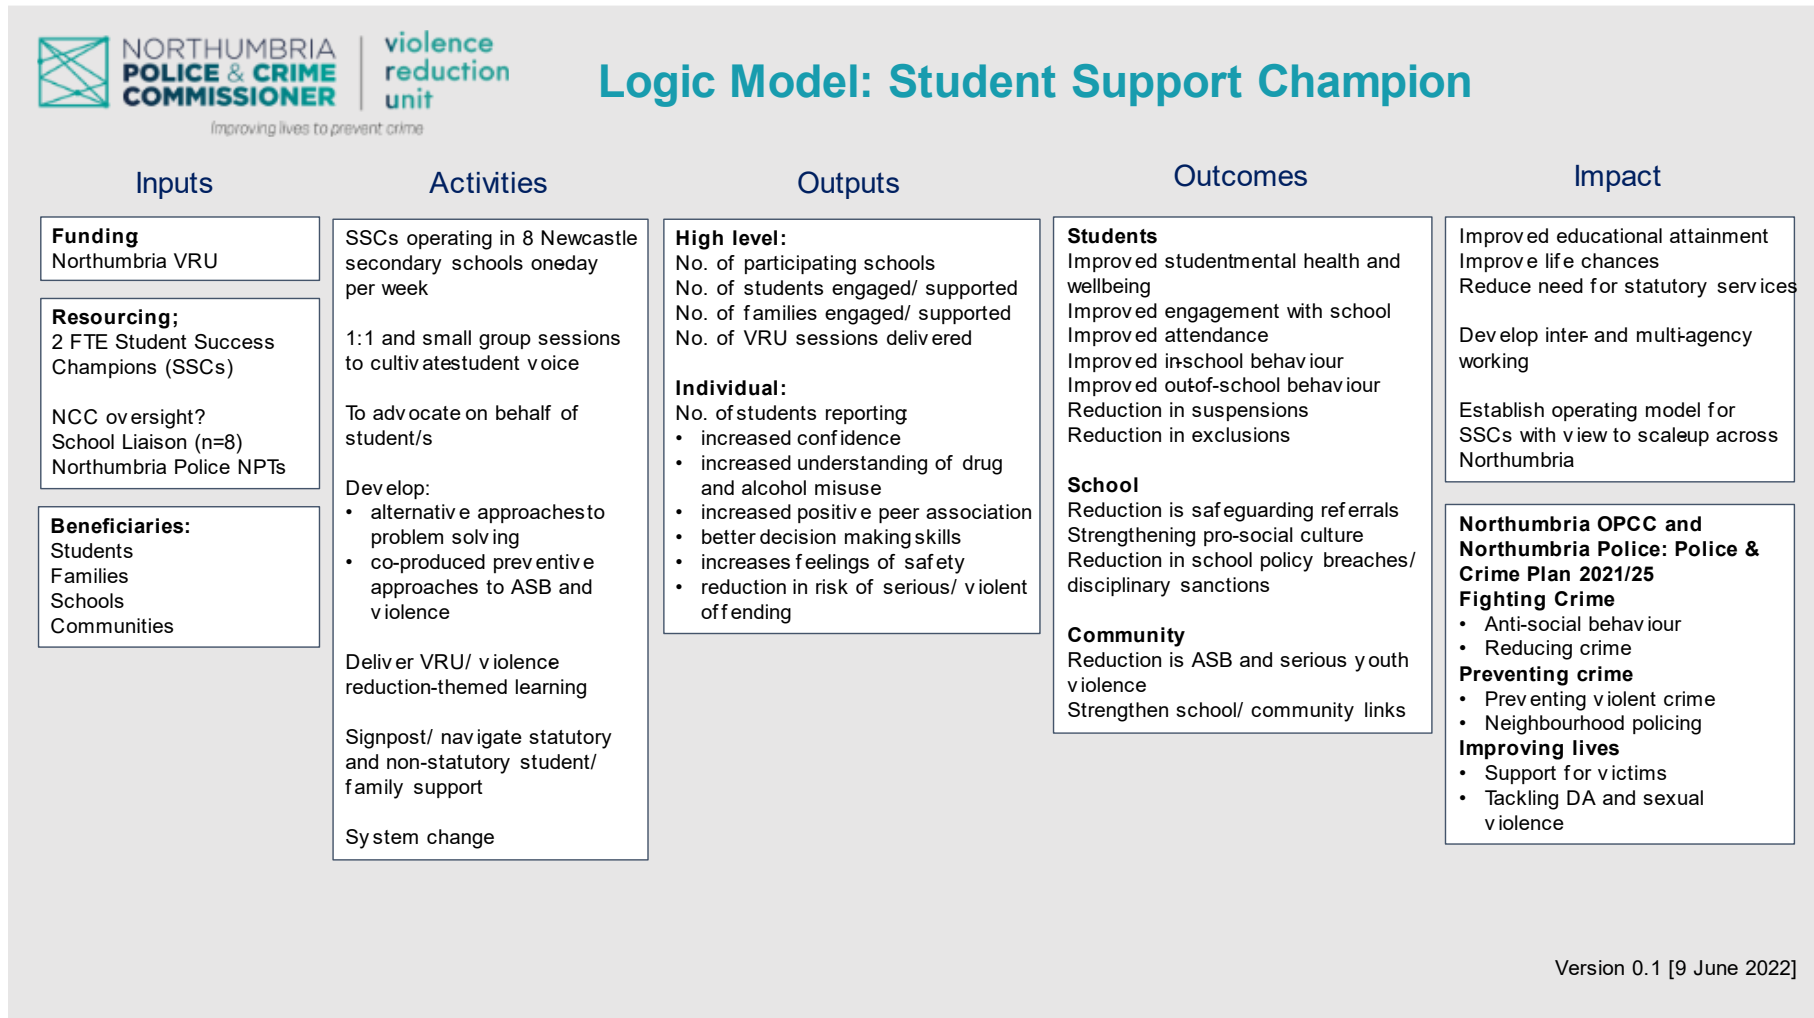 NORTHUMBRIA
POLICE & CRIME
COMMISSIONER
violence
reduction
unit
Improving lives to prevent crime
Logic Model: Student Support Champion
Inputs
Funding:
Northumbria VRU
Resourcing;
2 FTE Student Success
Champions (SSCs)
NCC oversight?
School Liaison (n=8)
Northumbria Police NPTs
Beneficiaries:
Students
Families
Schools
Communities
Activities
SSCs operating in 8 Newcastle
secondary schools one-day
per week
1:1 and small group sessions
to cultivate student voice
To advocate on behalf of
student/s
Develop:
• alternative approaches to
problem solving
• co-produced preventive
approaches to ASB and
violence
Deliver VRU/ violence
reduction-themed learning
Signpost/ navigate statutory
and non-statutory student/
family support
System change
Outputs
High level:
No. of participating schools
No. of students engaged/ supported
No. of families engaged/ supported
No. of VRU sessions delivered
Individual:
No. of students reporting:
• increased confidence
• increased understanding of drug
and alcohol misuse
• increased positive peer association
• better decision making skills
• increases feelings of safety
• reduction in risk of serious/ violent
offending
Outcomes
Students
Improved student mental health and
wellbeing
Improved engagement with school
Improved attendance
Improved in-school behaviour
Improved out-of-school behaviour
Reduction in suspensions
Reduction in exclusions
School
Reduction is safeguarding referrals
Strengthening pro-social culture
Reduction in school policy breaches/
disciplinary sanctions
Community
Reduction is ASB and serious youth
violence
Strengthen school/ community links
Impact
Improved educational attainment
Improve life chances
Reduce need for statutory services
Develop inter- and multi-agency
working
Establish operating model for
SSCs with view to scale-up across
Northumbria
Northumbria OPCC and
Northumbria Police: Police &
Crime Plan 2021/25
Fighting Crime
• Anti-social behaviour
• Reducing crime
Preventing crime
• Preventing violent crime
• Neighbourhood policing
Improving lives
• Support for victims
• Tackling DA and sexual
violence
Version 0.1 [9 June 2022]